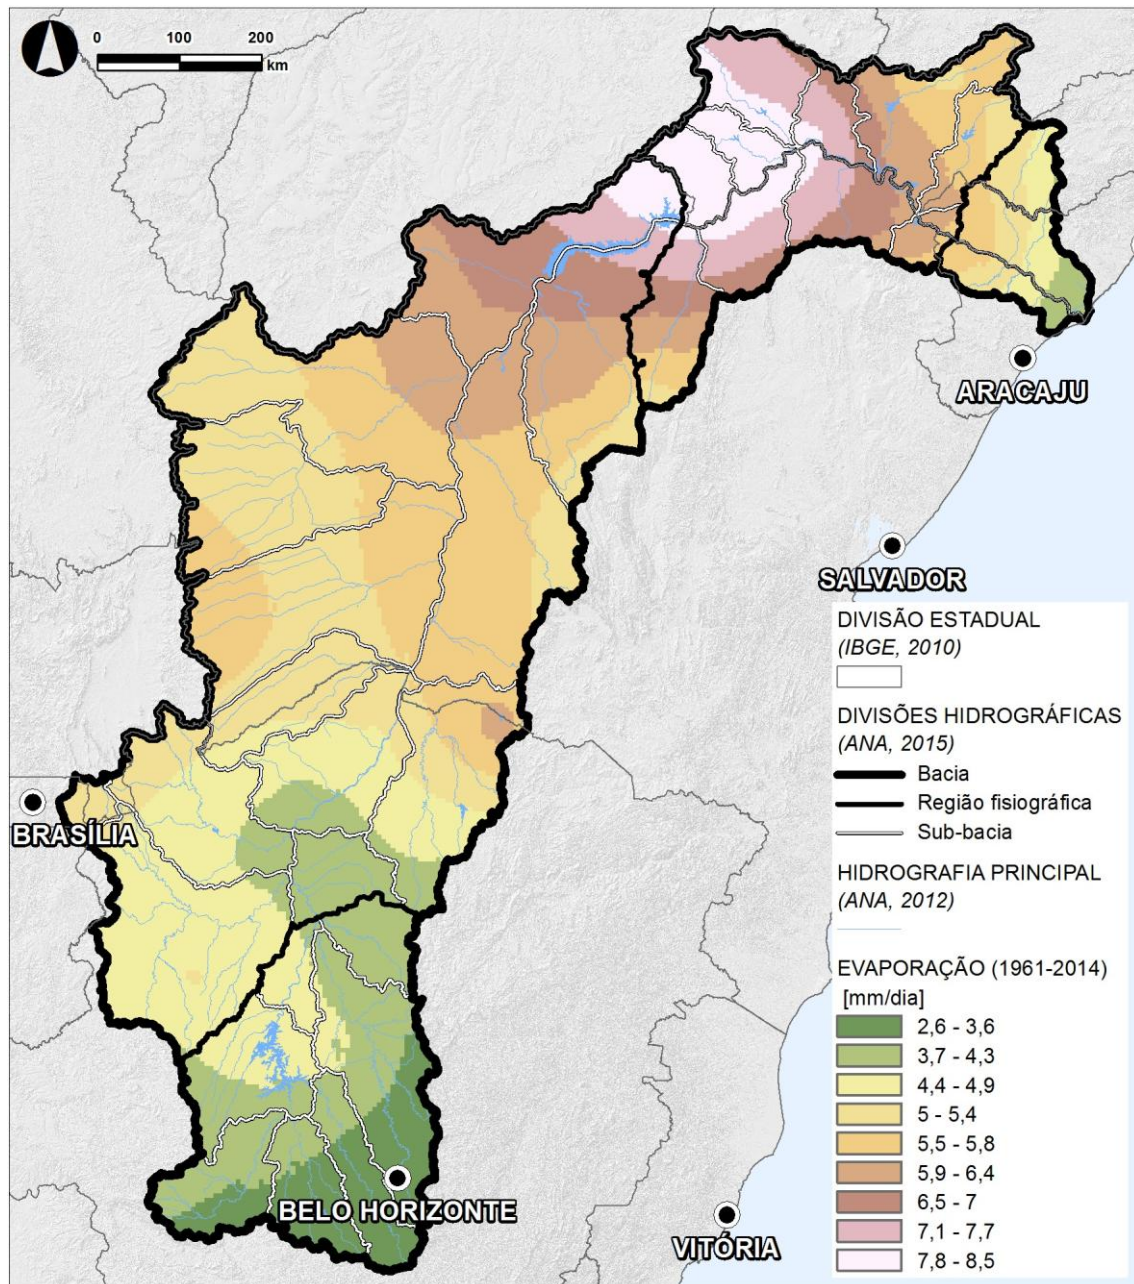 0 100 200
km
ARACAJU
SALVADOR
BRASÍLIA
BELO HORIZONTE
VITÓRIA
DIVISÃO ESTADUAL
(IBGE, 2010)
DIVISÕES HIDROGRÁFICAS
(ANA, 2015)
Bacia
Região fisiográfica
Sub-bacia
HIDROGRAFIA PRINCIPAL
(ANA, 2012)
EVAPORAÇÃO (1961-2014)
[mm/dia]
2,6 - 3,6
3,7 - 4,3
4,4 - 4,9
5 - 5,4
5,5 - 5,8
5,9 - 6,4
6,5 - 7
7,1 - 7,7
7,8 - 8,5